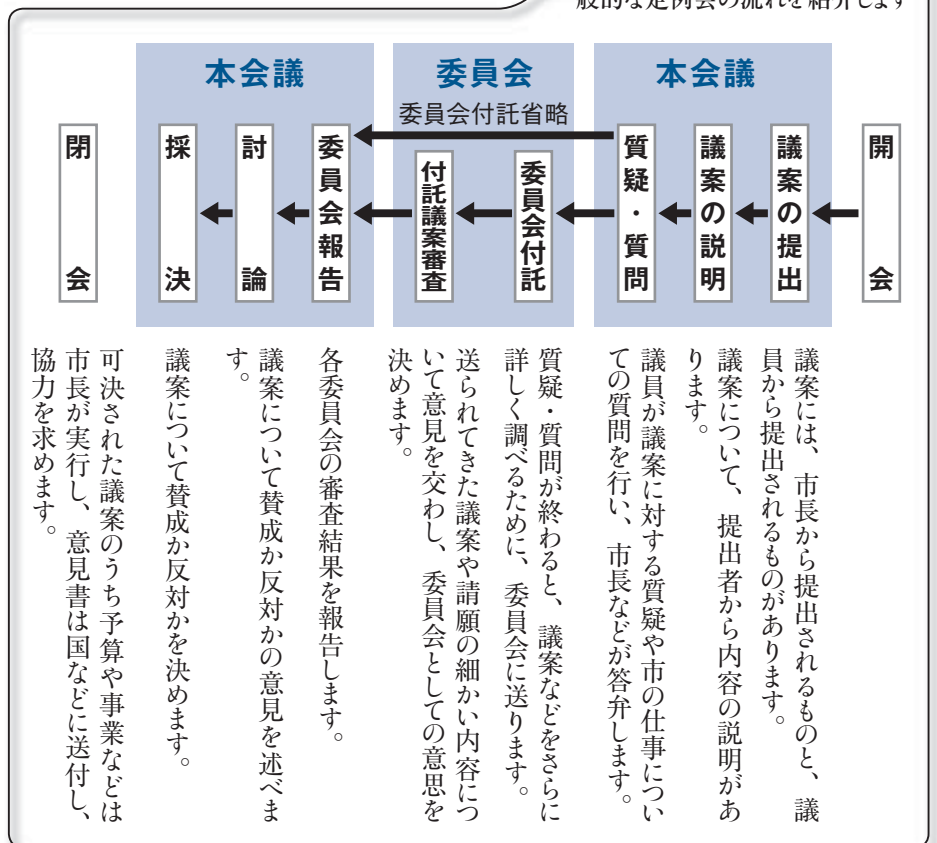 般的な定例会の流れを紹介します
本会議
委員会
本会議
委員会付託省略
開会
議案の提出
議案の説明
質疑・質問
委員会付託
付託議案審査
委員会報告
討論
採決
閉会
議案には、市長から提出されるものと、議
員から提出されるものがあります。
議案について、提出者から内容の説明があ
ります。
議員が議案に対する質疑や市の仕事につい
ての質問を行い、市長などが答弁します。
質疑・質問が終わると、議案などをさらに
詳しく調べるために、委員会に送ります。
送られてきた議案や請願の細かい内容につ
いて意見を交わし、委員会としての意思を
決めます。
各委員会の審査結果を報告します。
議案について賛成か反対かの意見を述べま
す。
議案について賛成か反対かを決めます。
可決された議案のうち予算や事業などは
市長が実行し、意見書は国などに送付し、
協力を求めます。